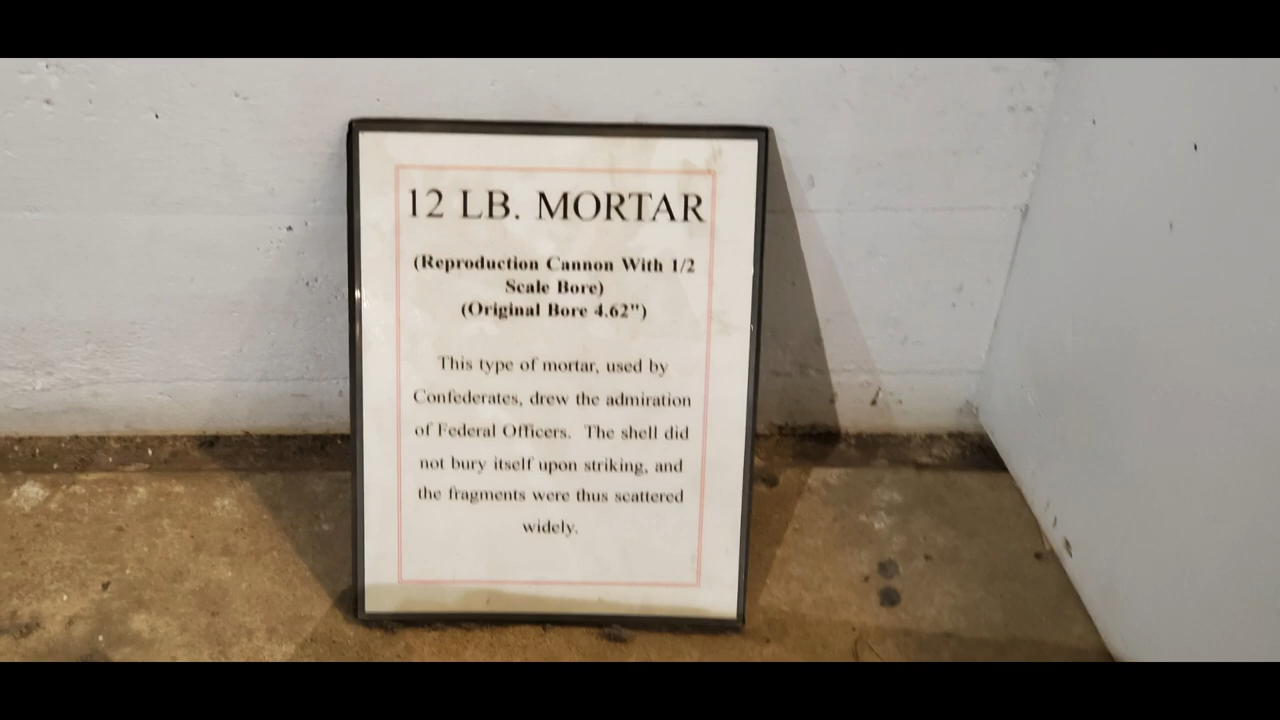 12 LB. MORTAR
(Reproduction Cannon With 1/2
Scale Bore)
(Original Bore 4.62")
This type of mortar, used by
Confederates, drew the admiration
of Federal Officers. The shell did
not bury itself upon striking, and
the fragments were thus scattered
widely.